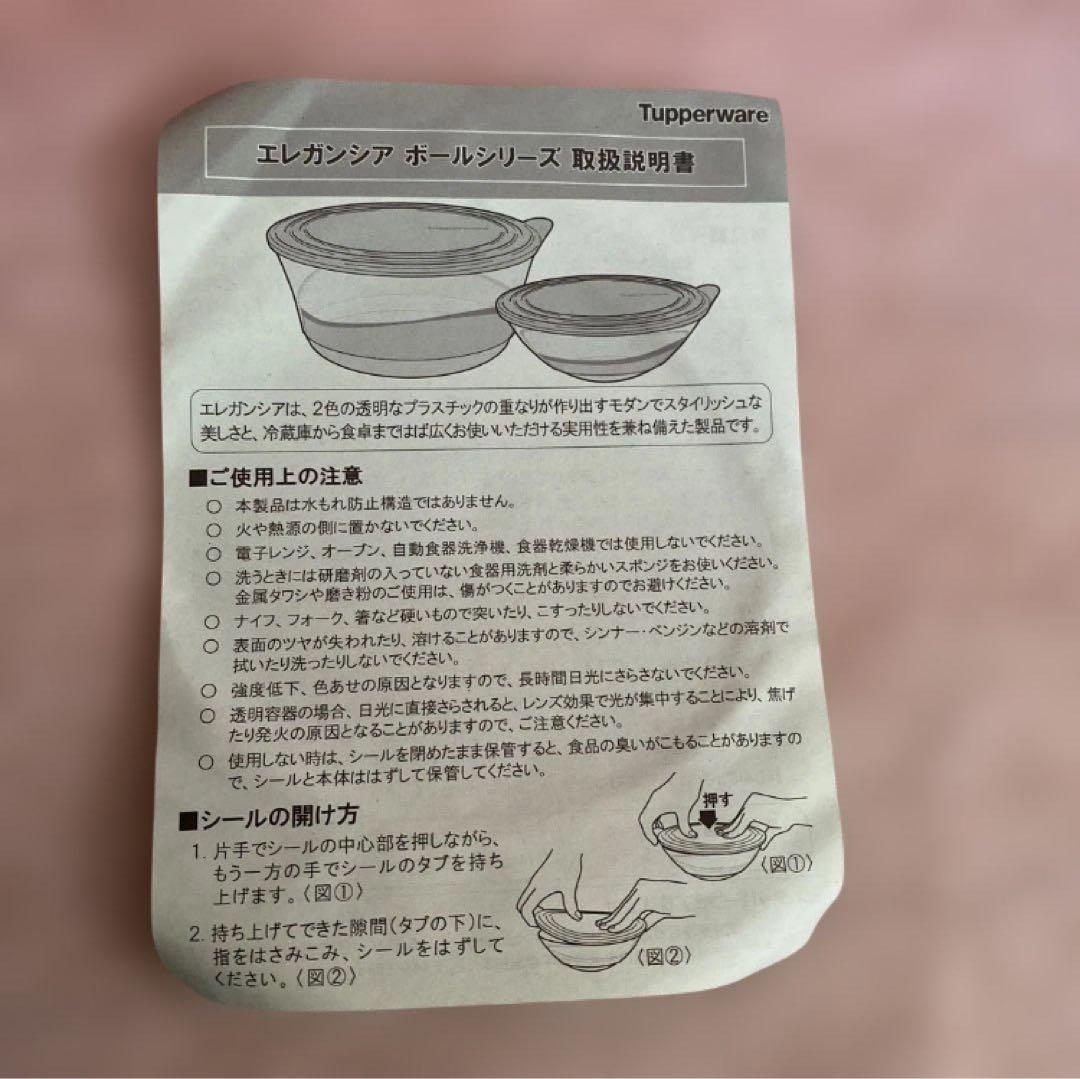 Tupperware
エレガンシア ボールシリーズ 取扱説明書
エレガンシアは、2色の透明なプラスチックの重なりが作り出すモダンでスタイリッシュな
美しさと、冷蔵庫から食卓まではば広くお使いいただける実用性を兼ね備えた製品です。
■ご使用上の注意
○ 本製品は水もれ防止構造ではありません。
○ 火や熱源の側に置かないでください。
○ 電子レンジ、オーブン、自動食器洗浄機、食器乾燥機では使用しないでください。
○ 洗うときには研磨剤の入っていない食器用洗剤と柔らかいスポンジをお使いください。
金属タワシや磨き粉のご使用は、傷がつくことがありますのでお避けください。
○ ナイフ、フォーク、箸など硬いもので突いたり、こすったりしないでください。
○ 表面のツヤが失われたり、溶けることがありますので、シンナー・ベンジンなどの溶剤で
拭いたり洗ったりしないでください。
○ 強度低下、色あせの原因となりますので、長時間日光にさらさないでください。
○ 透明容器の場合、日光に直接さらされると、レンズ効果で光が集中することにより、焦げ
たり発火の原因となることがありますので、ご注意ください。
○ 使用しない時は、シールを閉めたまま保管すると、食品の臭いがこもることがありますの
で、シールと本体ははずして保管してください。
■シールの開け方
1. 片手でシールの中心部を押しながら、
もう一方の手でシールのタブを持ち
上げます。〈図①〉
押す
〈図①〉
2. 持ち上げてできた隙間(タブの下)に、
指をはさみこみ、シールをはずして
ください。〈図②〉
〈図②〉